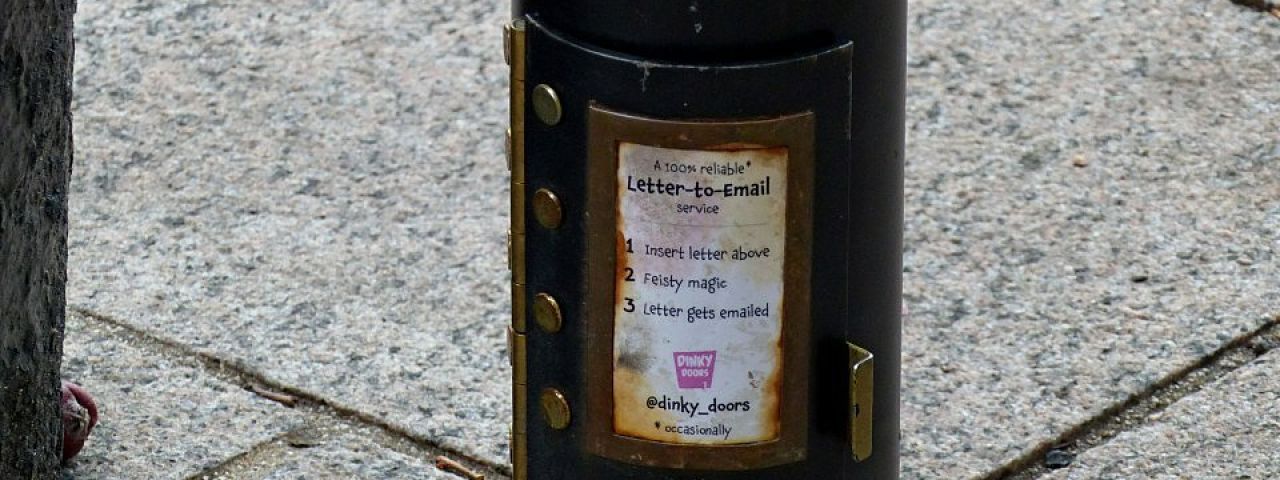 A 100% reliable*
Letter-to-Email
service
1 Insert letter above
2 Feisty magic
3 Letter gets emailed
DINKY
DOORS
@dinky_doors
* occasionally